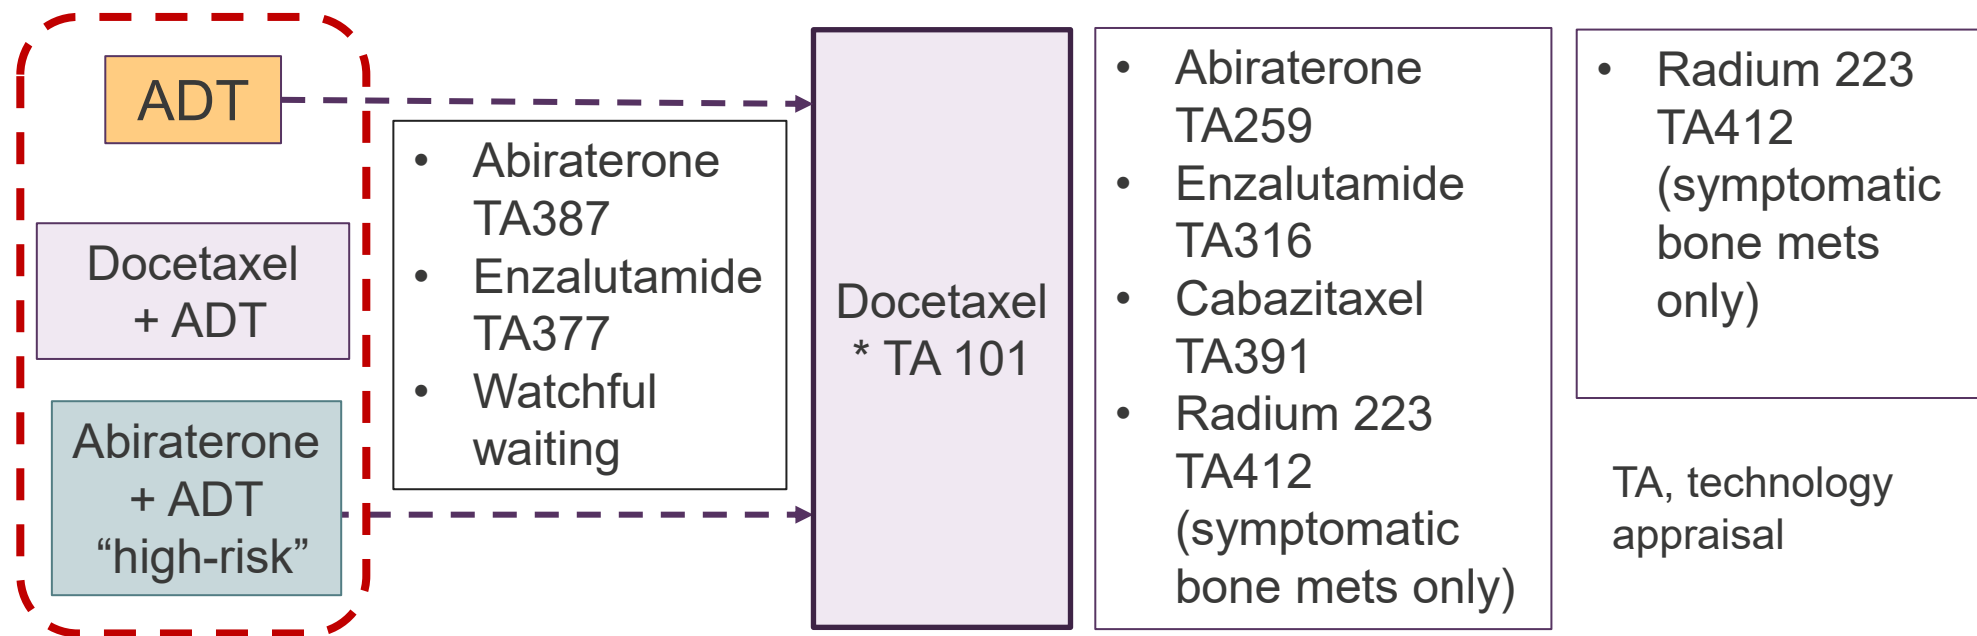 ADT
Docetaxel
+ ADT
Abiraterone
+ ADT
“high-risk”
• Abiraterone
TA387
• Enzalutamide
TA377
• Watchful
waiting
Docetaxel
* TA 101
• Abiraterone
TA259
• Enzalutamide
TA316
• Cabazitaxel
TA391
• Radium 223
TA412
(symptomatic
bone mets only)
• Radium 223
TA412
(symptomatic
bone mets
only)
TA, technology
appraisal